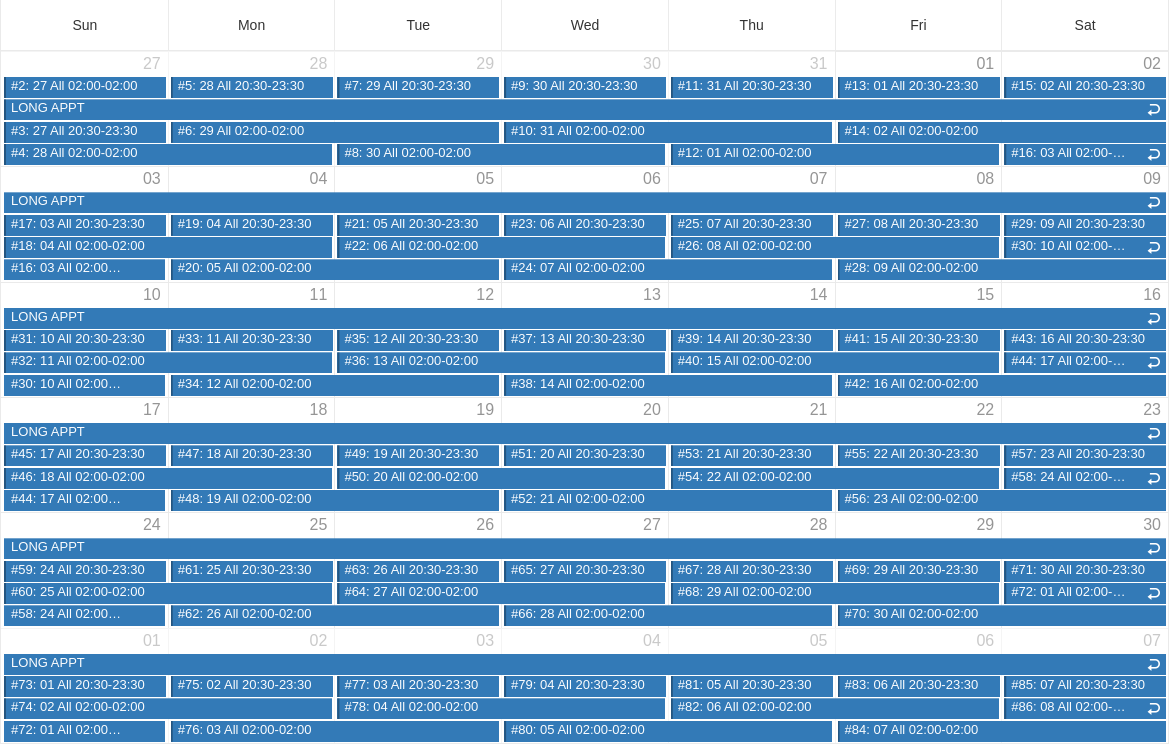 Sun Mon Tue Wed Thu Fri Sat
27 28 29 30 31 01 02
#2: 27 All 02:00-02:00 #5: 28 All 20:30-23:30 #7: 29 All 20:30-23:30 #9: 30 All 20:30-23:30 #11: 31 All 20:30-23:30 #13: 01 All 20:30-23:30 #15: 02 All 20:30-23:30
LONG APPT
#3: 27 All 20:30-23:30 #6: 29 All 02:00-02:00 #10: 31 All 02:00-02:00 #14: 02 All 02:00-02:00
#4: 28 All 02:00-02:00 #8: 30 All 02:00-02:00 #12: 01 All 02:00-02:00 #16: 03 All 02:00-…
03 04 05 06 07 08 09
LONG APPT
#17: 03 All 20:30-23:30 #19: 04 All 20:30-23:30 #21: 05 All 20:30-23:30 #23: 06 All 20:30-23:30 #25: 07 All 20:30-23:30 #27: 08 All 20:30-23:30 #29: 09 All 20:30-23:30
#18: 04 All 02:00-02:00 #22: 06 All 02:00-02:00 #26: 08 All 02:00-02:00 #30: 10 All 02:00-…
#16: 03 All 02:00… #20: 05 All 02:00-02:00 #24: 07 All 02:00-02:00 #28: 09 All 02:00-02:00
10 11 12 13 14 15 16
LONG APPT
#31: 10 All 20:30-23:30 #33: 11 All 20:30-23:30 #35: 12 All 20:30-23:30 #37: 13 All 20:30-23:30 #39: 14 All 20:30-23:30 #41: 15 All 20:30-23:30 #43: 16 All 20:30-23:30
#32: 11 All 02:00-02:00 #36: 13 All 02:00-02:00 #40: 15 All 02:00-02:00 #44: 17 All 02:00-…
#30: 10 All 02:00… #34: 12 All 02:00-02:00 #38: 14 All 02:00-02:00 #42: 16 All 02:00-02:00
17 18 19 20 21 22 23
LONG APPT
#45: 17 All 20:30-23:30 #47: 18 All 20:30-23:30 #49: 19 All 20:30-23:30 #51: 20 All 20:30-23:30 #53: 21 All 20:30-23:30 #55: 22 All 20:30-23:30 #57: 23 All 20:30-23:30
#46: 18 All 02:00-02:00 #50: 20 All 02:00-02:00 #54: 22 All 02:00-02:00 #58: 24 All 02:00-…
#44: 17 All 02:00… #48: 19 All 02:00-02:00 #52: 21 All 02:00-02:00 #56: 23 All 02:00-02:00
24 25 26 27 28 29 30
LONG APPT
#59: 24 All 20:30-23:30 #61: 25 All 20:30-23:30 #63: 26 All 20:30-23:30 #65: 27 All 20:30-23:30 #67: 28 All 20:30-23:30 #69: 29 All 20:30-23:30 #71: 30 All 20:30-23:30
#60: 25 All 02:00-02:00 #64: 27 All 02:00-02:00 #68: 29 All 02:00-02:00 #72: 01 All 02:00-…
#58: 24 All 02:00… #62: 26 All 02:00-02:00 #66: 28 All 02:00-02:00 #70: 30 All 02:00-02:00
01 02 03 04 05 06 07
LONG APPT
#73: 01 All 20:30-23:30 #75: 02 All 20:30-23:30 #77: 03 All 20:30-23:30 #79: 04 All 20:30-23:30 #81: 05 All 20:30-23:30 #83: 06 All 20:30-23:30 #85: 07 All 20:30-23:30
#74: 02 All 02:00-02:00 #78: 04 All 02:00-02:00 #82: 06 All 02:00-02:00 #86: 08 All 02:00-…
#72: 01 All 02:00… #76: 03 All 02:00-02:00 #80: 05 All 02:00-02:00 #84: 07 All 02:00-02:00